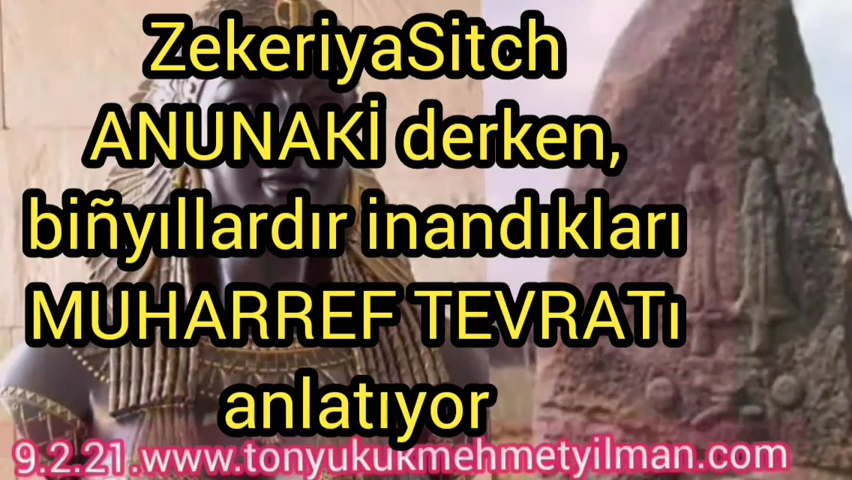 ZekeriyaSitch
ANUNAKİ derken,
biñyıllardır inandıkları
MUHARREF TEVRATı
anlatıyor
9.2.21.www.tonyukukmehmetyilman.com